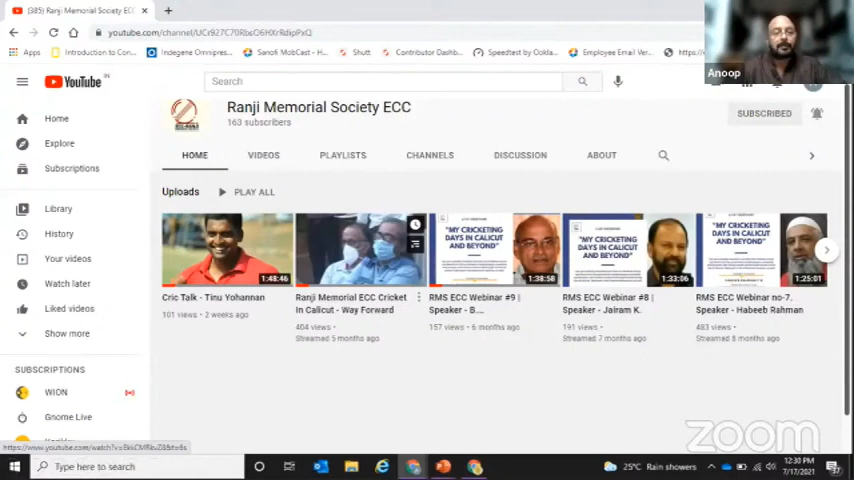 (385) Ranji Memorial Society ECC
youtube.com/channel/
Apps
Introduction to Con...
Indegene Omnipres...
Sanofi MobCast - H...
Shutt
Contributor Dashbo...
Speedtest by Ookla...
Employee Email Ver...
https://
Anoop
YouTube IN
Search
Ranji Memorial Society ECC
163 subscribers
SUBSCRIBED
HOME
VIDEOS
PLAYLISTS
CHANNELS
DISCUSSION
ABOUT
Home
Explore
Subscriptions
Library
History
Your videos
Watch later
Liked videos
Show more
SUBSCRIPTIONS
WION
Gnome Live
Uploads
PLAY ALL
1:48:46
Cric Talk - Tinu Yohannan
101 views • 2 weeks ago
Ranji Memorial ECC Cricket
In Calicut - Way Forward
404 views •
Streamed 5 months ago
"MY CRICKETING
DAYS IN CALICUT
AND BEYOND"
1:38:58
RMS ECC Webinar #9 |
Speaker - B....
157 views • 6 months ago
"MY CRICKETING
DAYS IN CALICUT
AND BEYOND"
1:33:06
RMS ECC Webinar #8 |
Speaker - Jairam K.
191 views •
Streamed 7 months ago
"MY CRICKETING
DAYS IN CALICUT
AND BEYOND"
1:25:01
RMS ECC Webinar no-7.
Speaker - Habeeb Rahman
483 views •
Streamed 8 months ago
zoom
Type here to search
25°C Rain showers
12:30 PM
7/17/2021